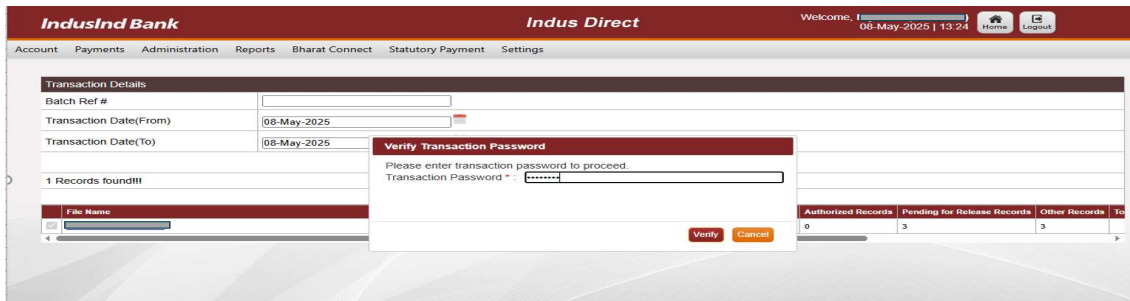 IndusInd Bank
Indus Direct
Welcome,
08-May-2025 | 13:24
Home
Logout
Account Payments Administration Reports Bharat Connect Statutory Payment Settings
Transaction Details
Batch Ref #
Transaction Date(From) 08-May-2025
Transaction Date(To) 08-May-2025
Verify Transaction Password
Please enter transaction password to proceed.
Transaction Password * : ........
1 Records found!!!
File Name Authorized Records Pending for Release Records Other Records To
0 3 3
Verify Cancel